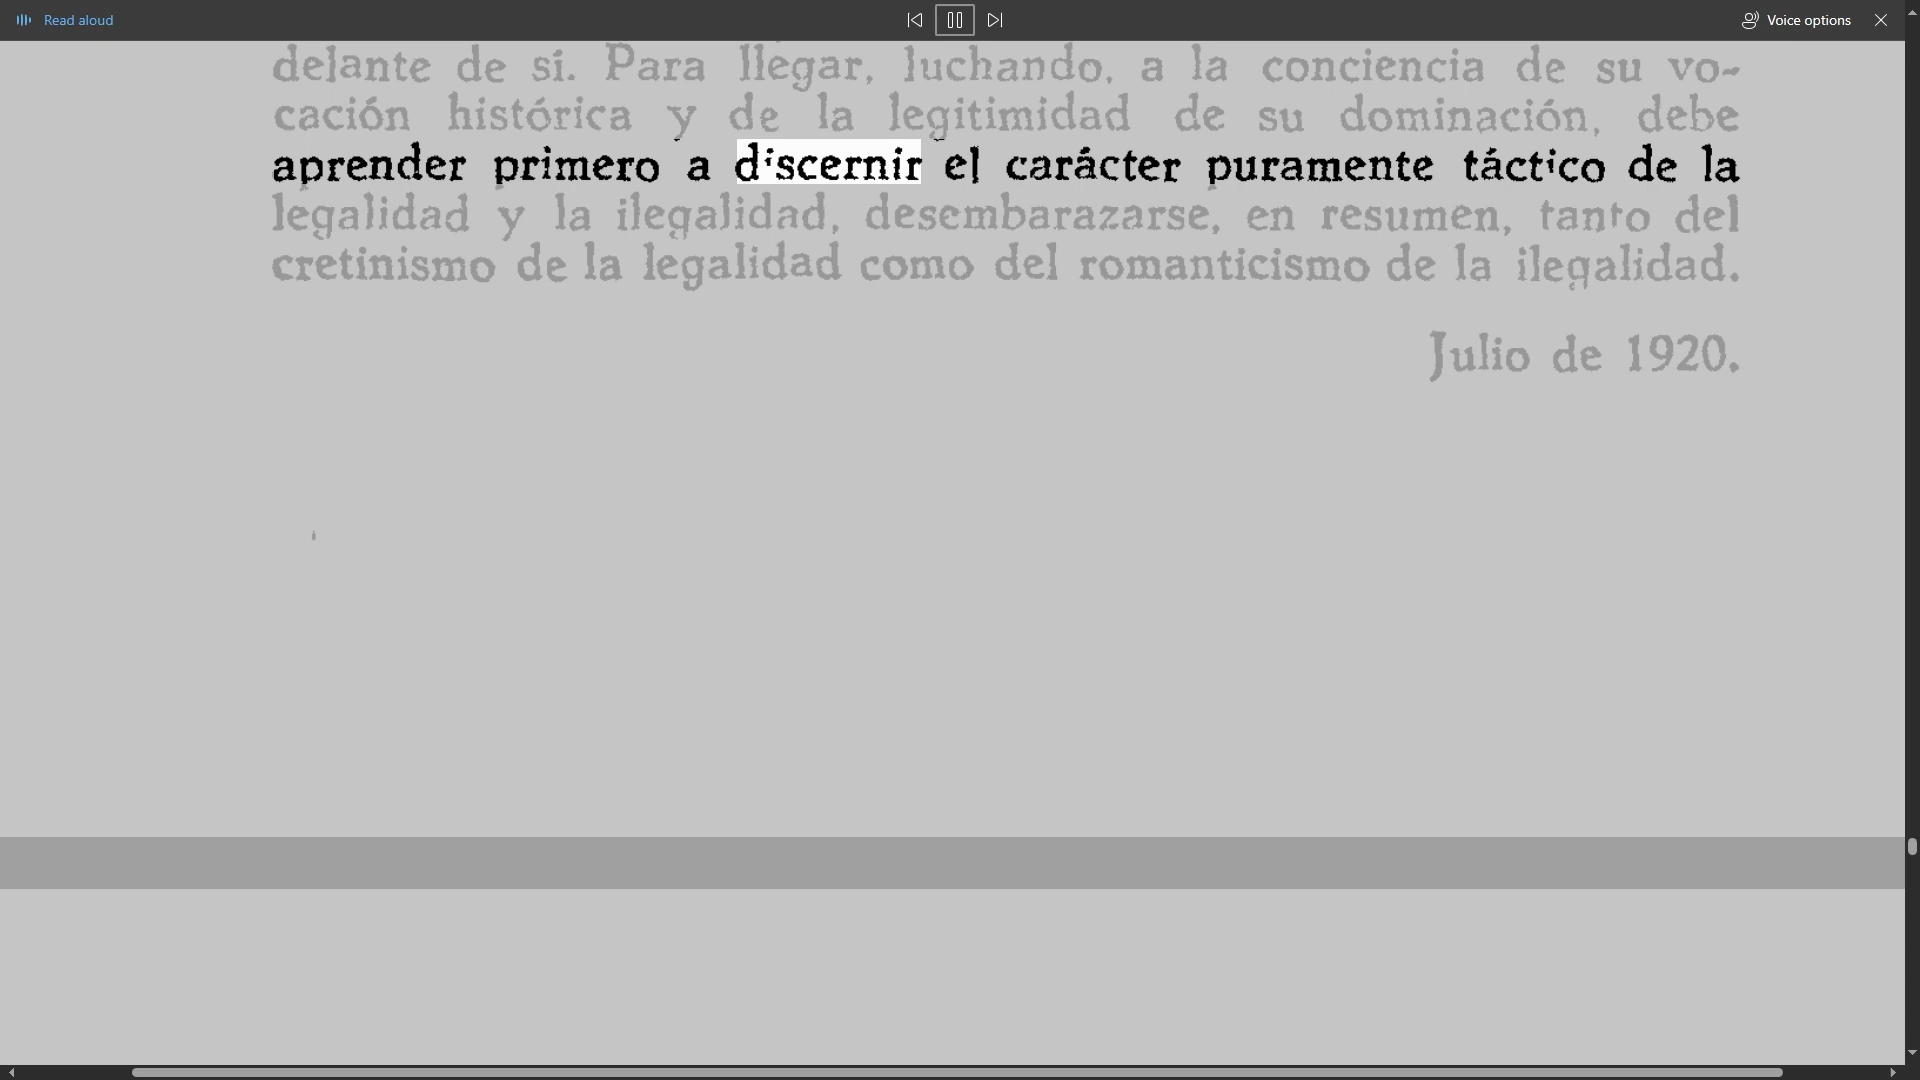 Read aloud
Voice options
delante de sí. Para llegar, luchando, a la conciencia de su vo-
cación histórica y de la legitimidad de su dominación, debe
aprender primero a discernir el carácter puramente táctico de la
legalidad y la ilegalidad, desembarazarse, en resumen, tanto del
cretinismo de la legalidad como del romanticismo de la ilegalidad.
Julio de 1920.